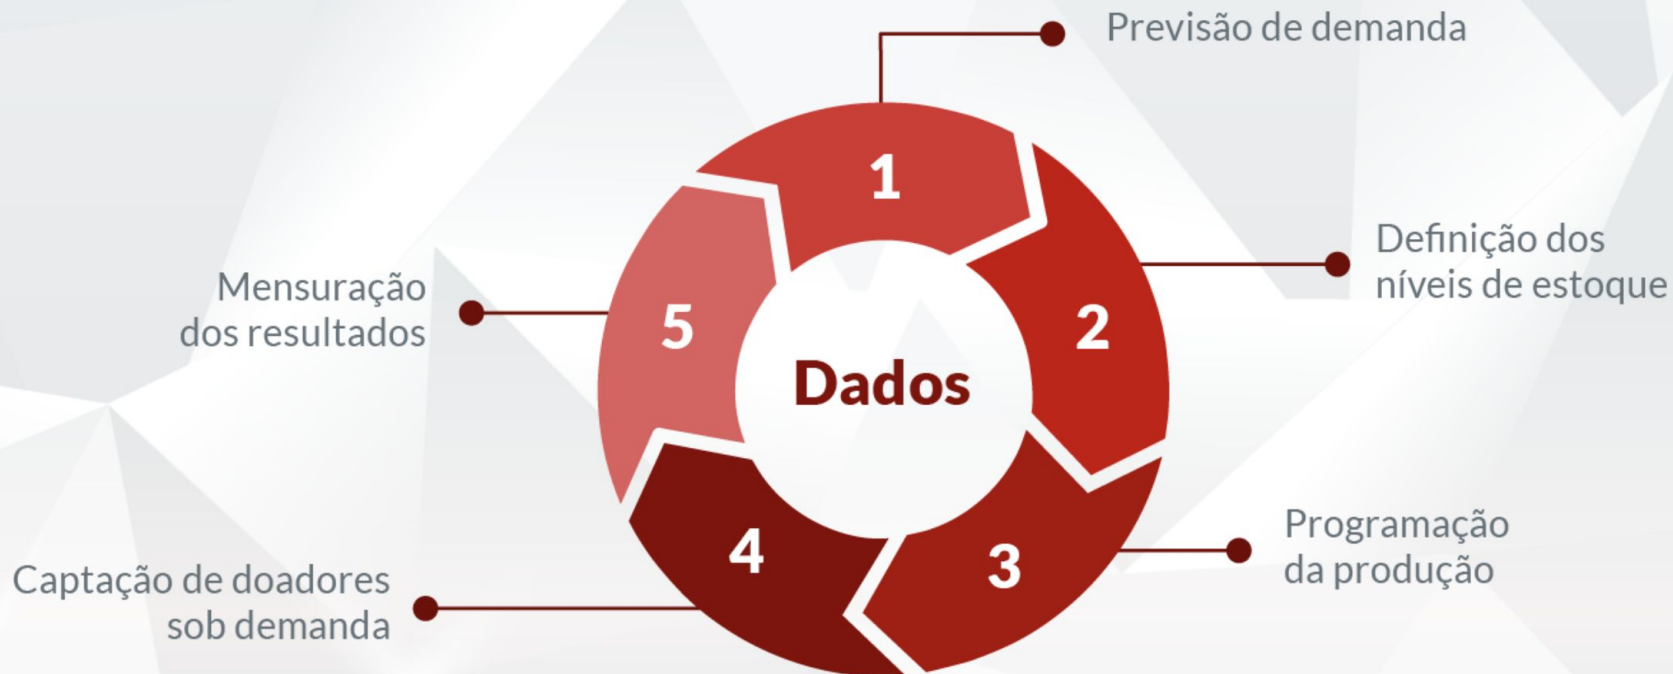 Previsão de demanda
1
Definição dos
níveis de estoque
2
Programação
da produção
3
Captação de doadores
sob demanda
4
Mensuração
dos resultados
5
Dados